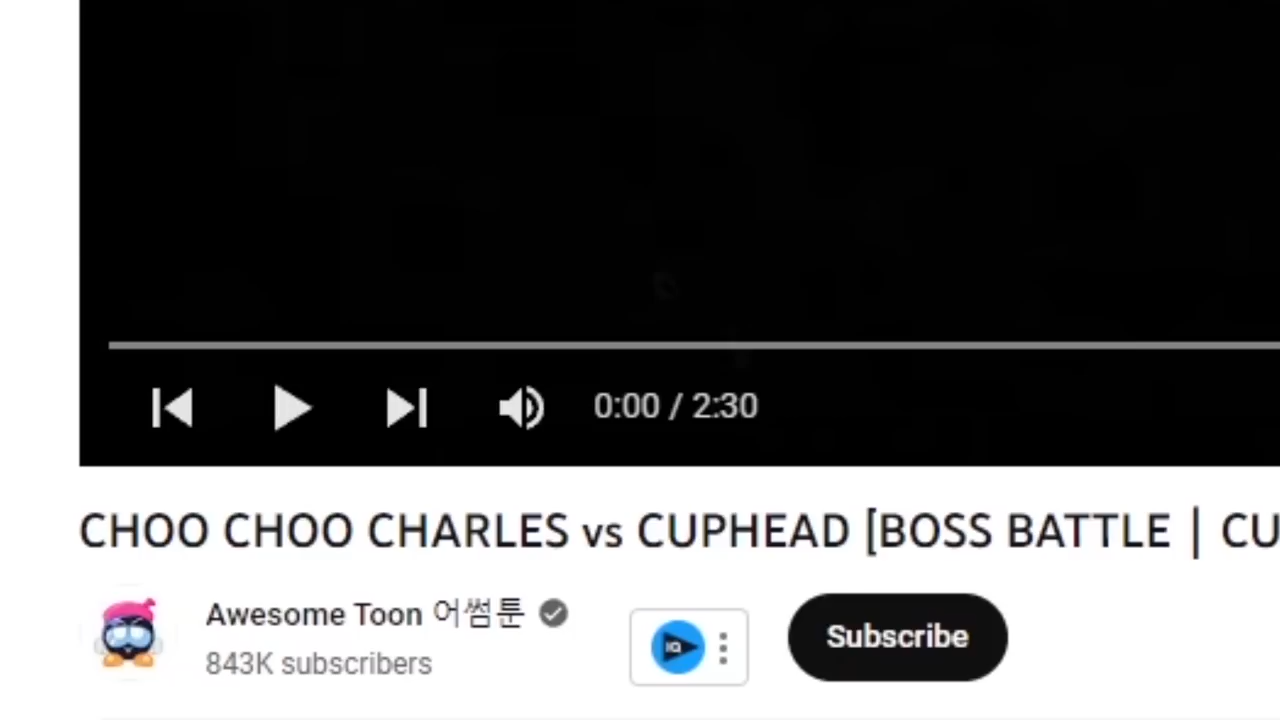 0:00 / 2:30
CHOO CHOO CHARLES vs CUPHEAD [BOSS BATTLE | CU
Awesome Toon 어썸툰
843K subscribers
IQ
Subscribe